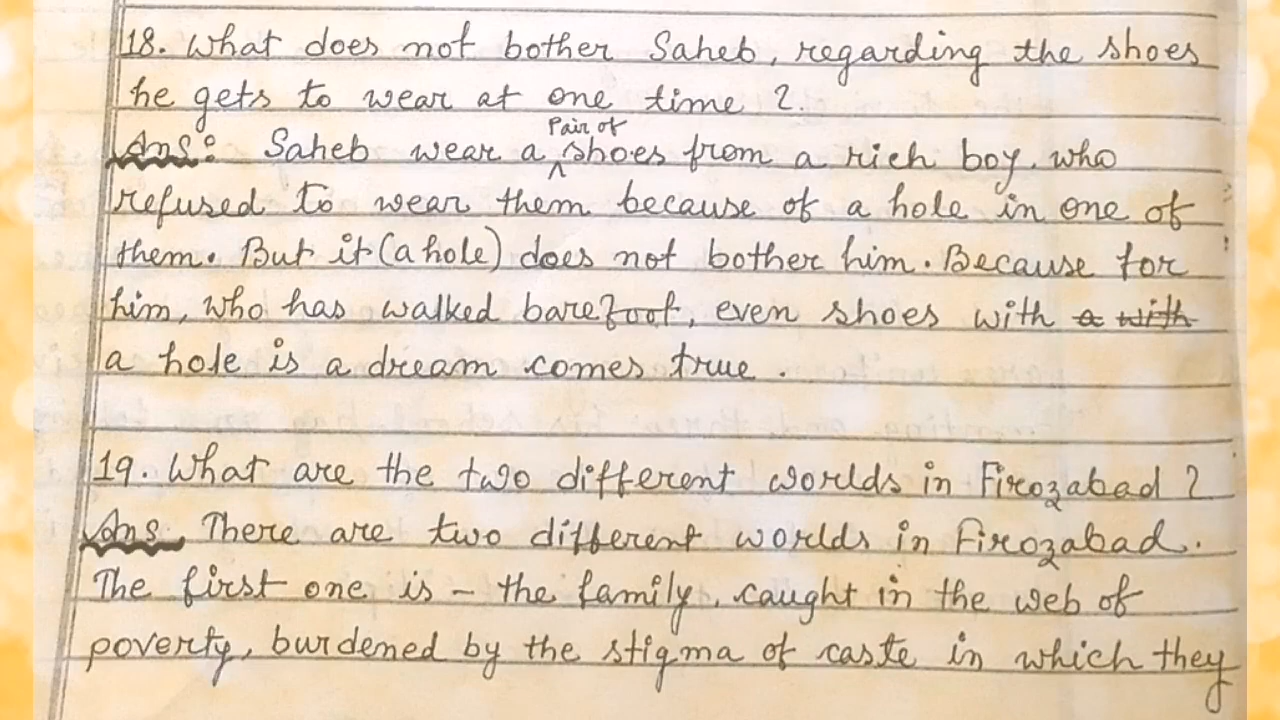 18. What does not bother Saheb, regarding the shoes
he gets to wear at one time?
Ans: Saheb wear a pair of shoes from a rich boy, who
refused to wear them because of a hole in one of
them. But it (a hole) does not bother him. Because for
him, who has walked barefoot, even shoes with a with
a hole is a dream comes true.
19. What are the two different worlds in Firozabad?
Ans. There are two different worlds in Firozabad.
The first one is – the family, caught in the web of
poverty, burdened by the stigma of caste in which they